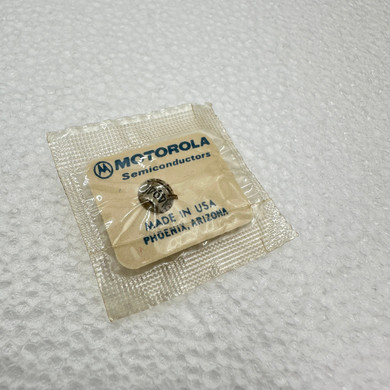 MOTOROLA
Semiconductors
MADE IN USA
PHOENIX, ARIZONA